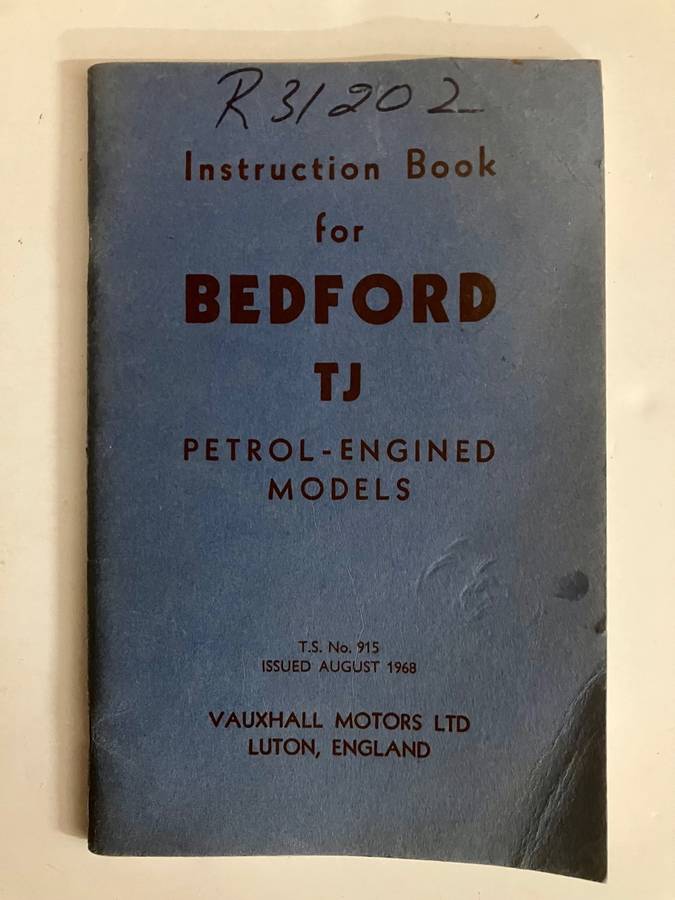 R31202
Instruction Book
for
BEDFORD
TJ
PETROL-ENGINED
MODELS
T.S. No. 915
ISSUED AUGUST 1968
VAUXHALL MOTORS LTD
LUTON, ENGLAND